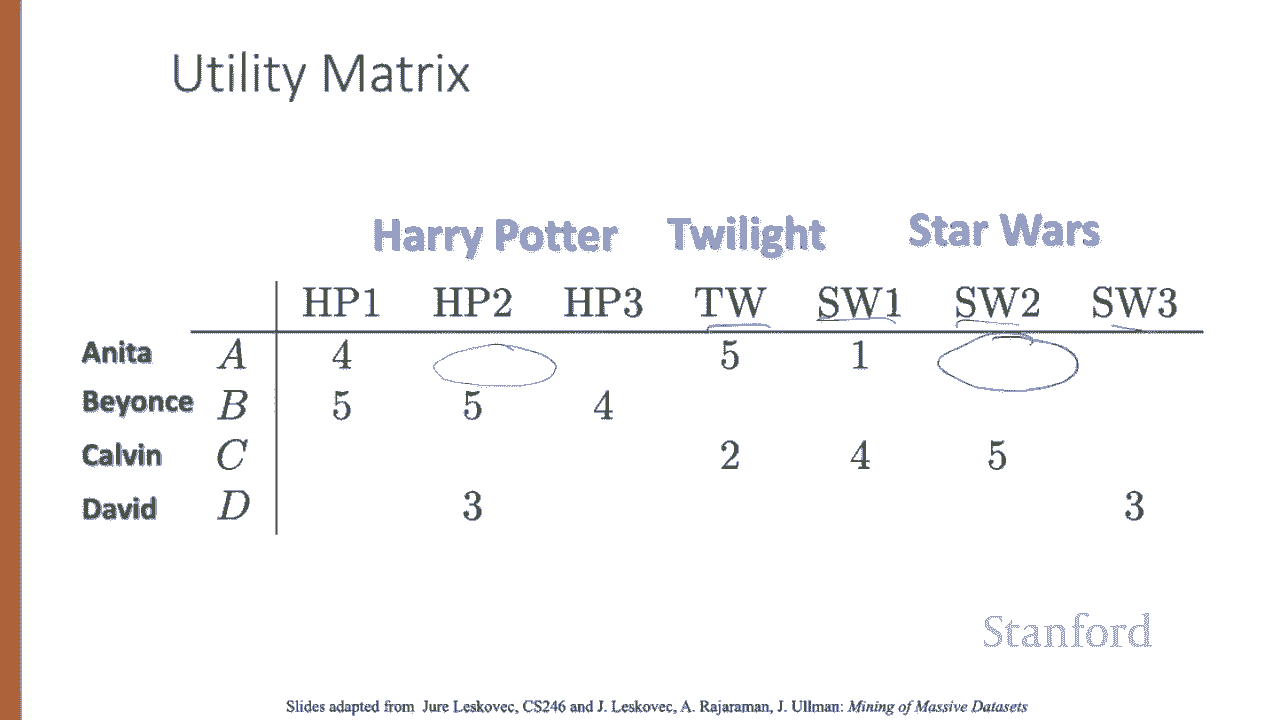 Utility Matrix
Harry Potter Twilight Star Wars
HP1 HP2 HP3 TW SW1 SW2 SW3
Anita A 4 5 1
Beyonce B 5 5 4
Calvin C 2 4 5
David D 3 3
Stanford
Slides adapted from Jure Leskovec, CS246 and J. Leskovec, A. Rajaraman, J. Ullman: Mining of Massive Datasets